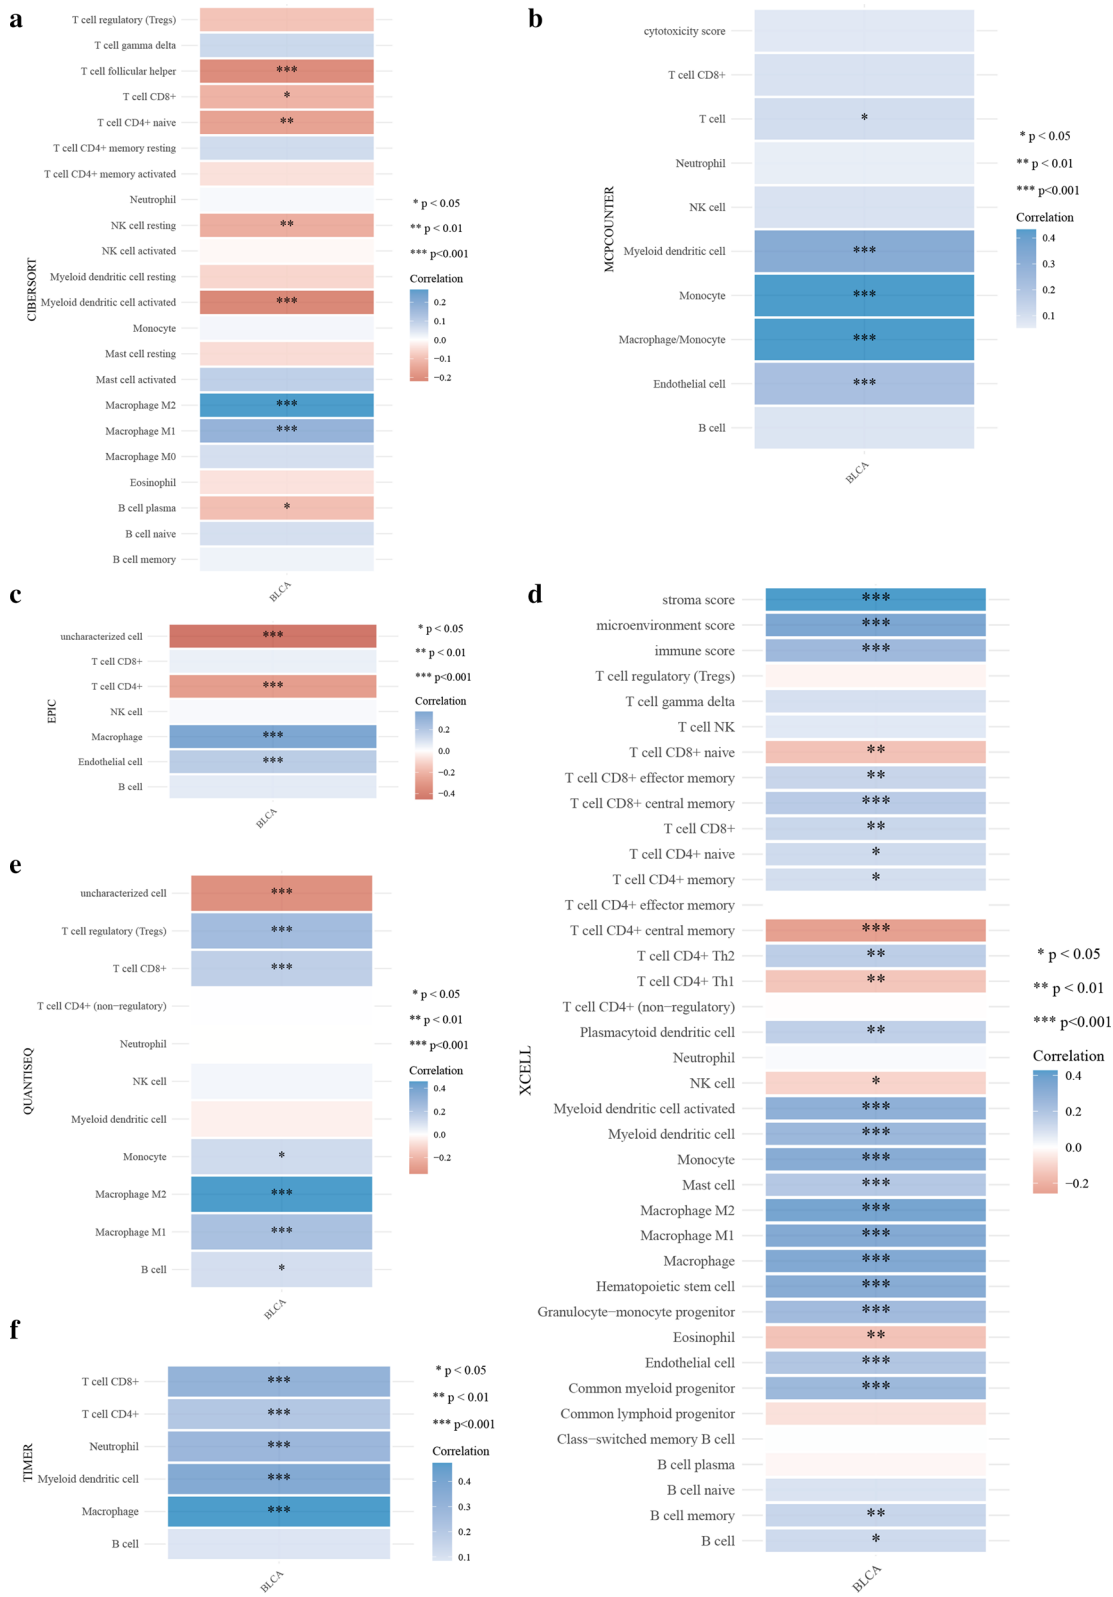 a
CIBERSORT
T cell regulatory (Tregs)
T cell gamma delta
T cell follicular helper ***
T cell CD8+ *
T cell CD4+ naive **
T cell CD4+ memory resting
T cell CD4+ memory activated
Neutrophil
NK cell resting **
NK cell activated
Myeloid dendritic cell resting
Myeloid dendritic cell activated ***
Monocyte
Mast cell resting
Mast cell activated
Macrophage M2 ***
Macrophage M1 ***
Macrophage M0
Eosinophil
B cell plasma *
B cell naive
B cell memory
BLCA
* p < 0.05
** p < 0.01
*** p<0.001
Correlation
0.2
0.1
0.0
−0.1
−0.2
b
MCPCOUNTER
cytotoxicity score
T cell CD8+
T cell *
Neutrophil
NK cell
Myeloid dendritic cell ***
Monocyte ***
Macrophage/Monocyte ***
Endothelial cell ***
B cell
BLCA
* p < 0.05
** p < 0.01
*** p<0.001
Correlation
0.4
0.3
0.2
0.1
c
EPIC
uncharacterized cell ***
T cell CD8+
T cell CD4+ ***
NK cell
Macrophage ***
Endothelial cell ***
B cell
BLCA
* p < 0.05
** p < 0.01
*** p<0.001
Correlation
0.2
0.0
−0.2
−0.4
d
XCELL
stroma score ***
microenvironment score ***
immune score ***
T cell regulatory (Tregs)
T cell gamma delta
T cell NK
T cell CD8+ naive **
T cell CD8+ effector memory **
T cell CD8+ central memory ***
T cell CD8+ **
T cell CD4+ naive *
T cell CD4+ memory *
T cell CD4+ effector memory
T cell CD4+ central memory ***
T cell CD4+ Th2 **
T cell CD4+ Th1 **
T cell CD4+ (non−regulatory)
Plasmacytoid dendritic cell **
Neutrophil
NK cell *
Myeloid dendritic cell activated ***
Myeloid dendritic cell ***
Monocyte ***
Mast cell ***
Macrophage M2 ***
Macrophage M1 ***
Macrophage ***
Hematopoietic stem cell ***
Granulocyte−monocyte progenitor ***
Eosinophil **
Endothelial cell ***
Common myeloid progenitor ***
Common lymphoid progenitor
Class−switched memory B cell
B cell plasma
B cell naive
B cell memory **
B cell *
BLCA
* p < 0.05
** p < 0.01
*** p<0.001
Correlation
0.4
0.2
0.0
−0.2
e
QUANTISEQ
uncharacterized cell ***
T cell regulatory (Tregs) ***
T cell CD8+ ***
T cell CD4+ (non−regulatory)
Neutrophil
NK cell
Myeloid dendritic cell
Monocyte *
Macrophage M2 ***
Macrophage M1 ***
B cell *
BLCA
* p < 0.05
** p < 0.01
*** p<0.001
Correlation
0.4
0.2
0.0
−0.2
f
TIMER
T cell CD8+ ***
T cell CD4+ ***
Neutrophil ***
Myeloid dendritic cell ***
Macrophage ***
B cell
BLCA
* p < 0.05
** p < 0.01
*** p<0.001
Correlation
0.4
0.3
0.2
0.1